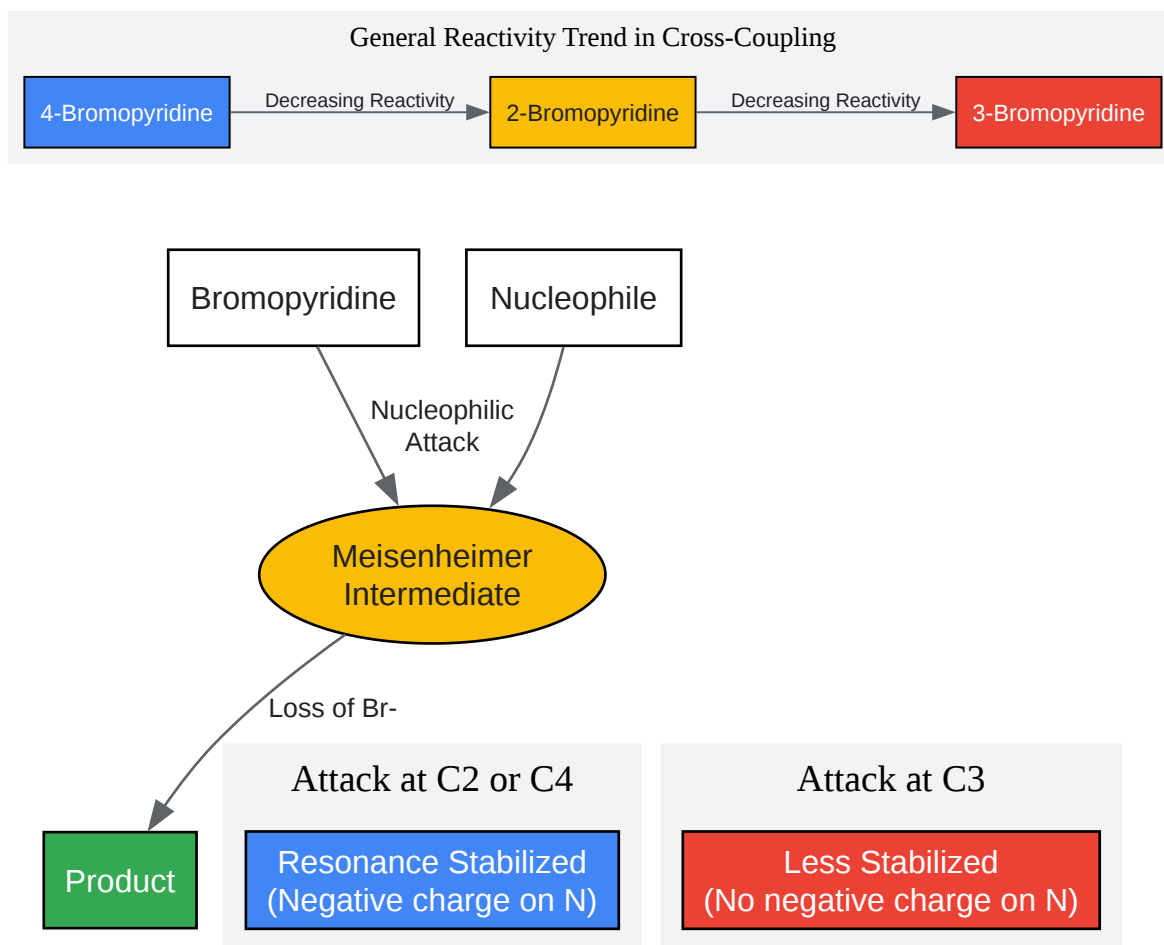 General Reactivity Trend in Cross-Coupling
4-Bromopyridine
Decreasing Reactivity
2-Bromopyridine
Decreasing Reactivity
3-Bromopyridine
Bromopyridine
Nucleophile
Nucleophilic
Attack
Meisenheimer
Intermediate
Loss of Br-
Attack at C2 or C4
Attack at C3
Product
Resonance Stabilized
(Negative charge on N)
Less Stabilized
(No negative charge on N)